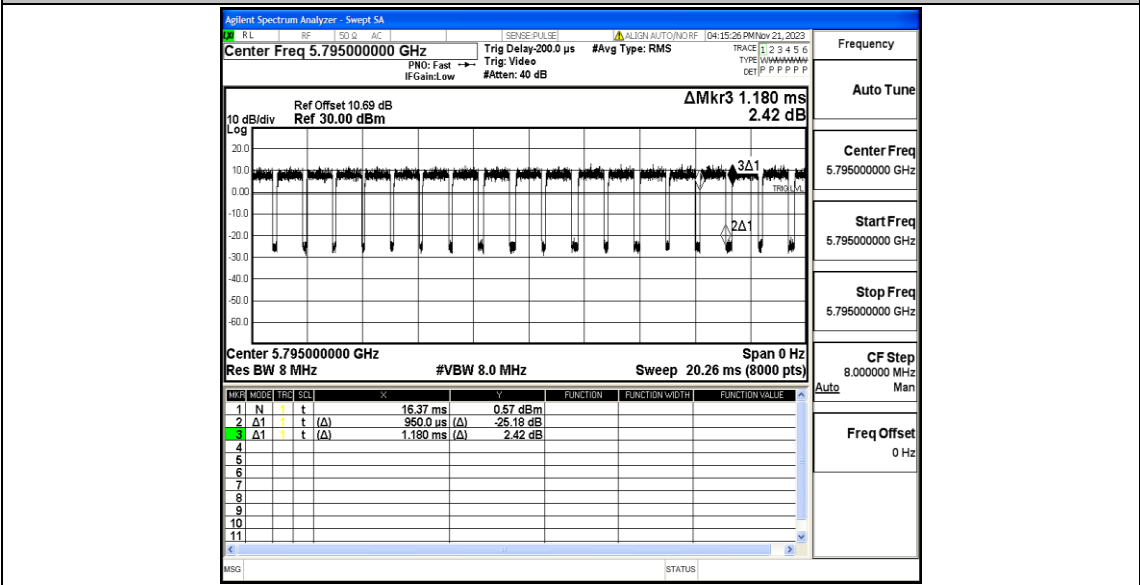 Agilent Spectrum Analyzer - Swept SA
RL RF 50 Ω AC SENSE:PULSE ALIGN AUTO/NO RF 04:15:26 PM Nov 21, 2023
Center Freq 5.795000000 GHz
PNO: Fast
IFGain:Low
Trig Delay-200.0 µs
Trig: Video
#Atten: 40 dB
#Avg Type: RMS
TRACE 1 2 3 4 5 6
TYPE
DET P P P P P P
Frequency
Auto Tune
Center Freq
5.795000000 GHz
Start Freq
5.795000000 GHz
Stop Freq
5.795000000 GHz
CF Step
8.000000 MHz
Auto Man
Freq Offset
0 Hz
ΔMkr3 1.180 ms
2.42 dB
Ref Offset 10.69 dB
10 dB/div Ref 30.00 dBm
Log
20.0
10.0
0.00
-10.0
-20.0
-30.0
-40.0
-50.0
-60.0
3Δ1
TRIG LVL
2Δ1
Center 5.795000000 GHz Span 0 Hz
Res BW 8 MHz #VBW 8.0 MHz Sweep 20.26 ms (8000 pts)
MKR MODE TRC SCL X Y FUNCTION FUNCTION WIDTH FUNCTION VALUE
1 N t 16.37 ms 0.57 dBm
2 Δ1 t (Δ) 950.0 µs (Δ) -25.18 dB
3 Δ1 t (Δ) 1.180 ms (Δ) 2.42 dB
4
5
6
7
8
9
10
11
MSG STATUS